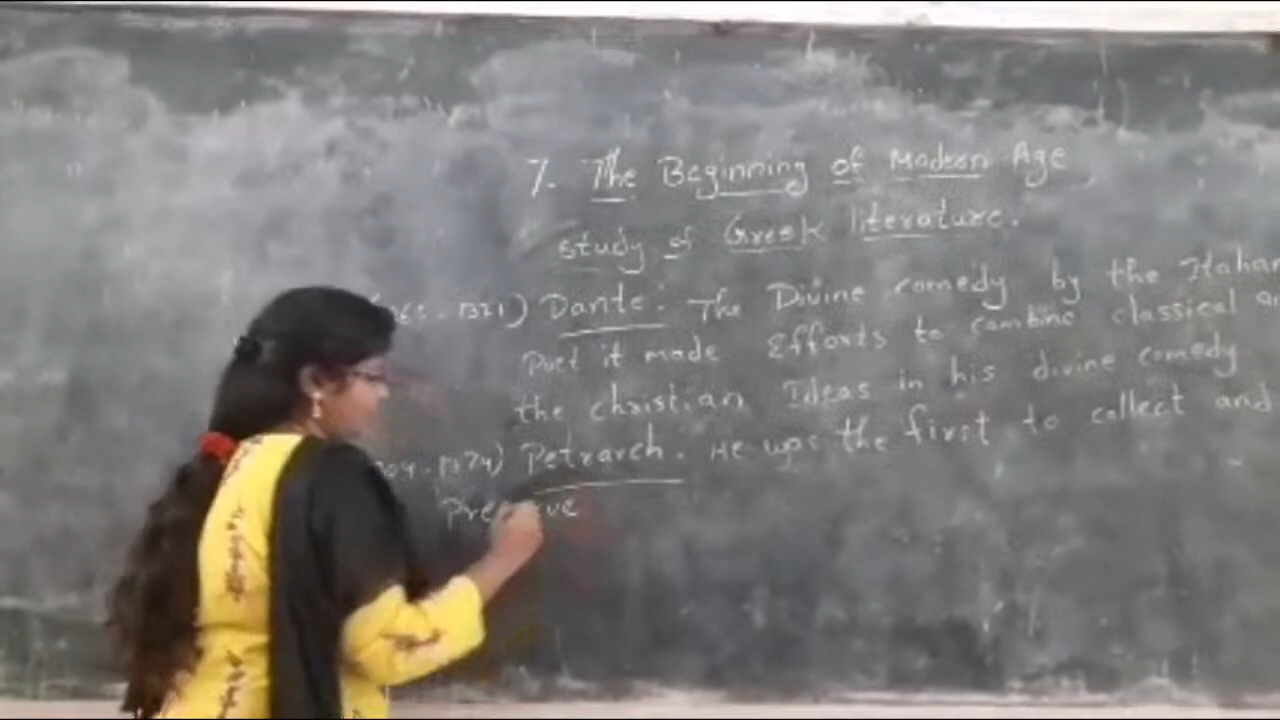 7. The Beginning of Modern Age
study of Greek literature.
1321) Dante: The Divine comedy by the Italian
Poet it made Efforts to combine classical an
the christian Ideas in his divine comedy
1374) Petrarch. He was the first to collect and